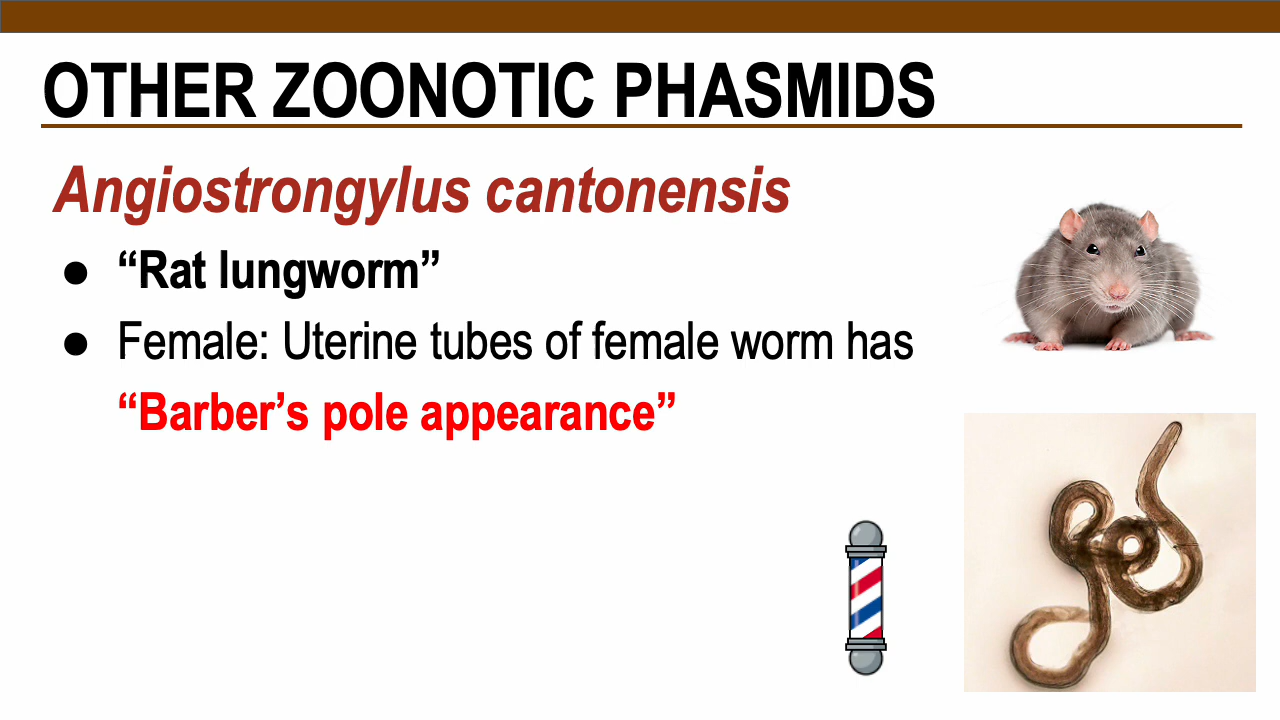 OTHER ZOONOTIC PHASMIDS
Angiostrongylus cantonensis
● “Rat lungworm”
● Female: Uterine tubes of female worm has
“Barber’s pole appearance”